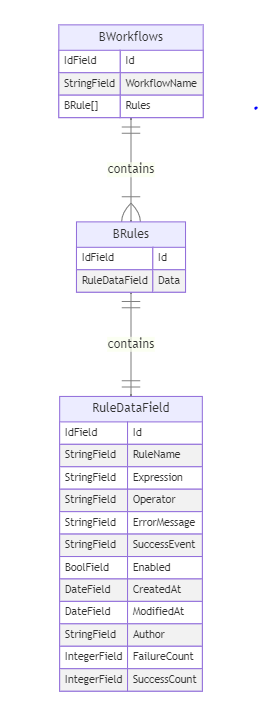 BWorkflows
IdField Id
StringField WorkflowName
BRule[] Rules
contains
BRules
IdField Id
RuleDataField Data
contains
RuleDataField
IdField Id
StringField RuleName
StringField Expression
StringField Operator
StringField ErrorMessage
StringField SuccessEvent
BoolField Enabled
DateField CreatedAt
DateField ModifiedAt
StringField Author
IntegerField FailureCount
IntegerField SuccessCount